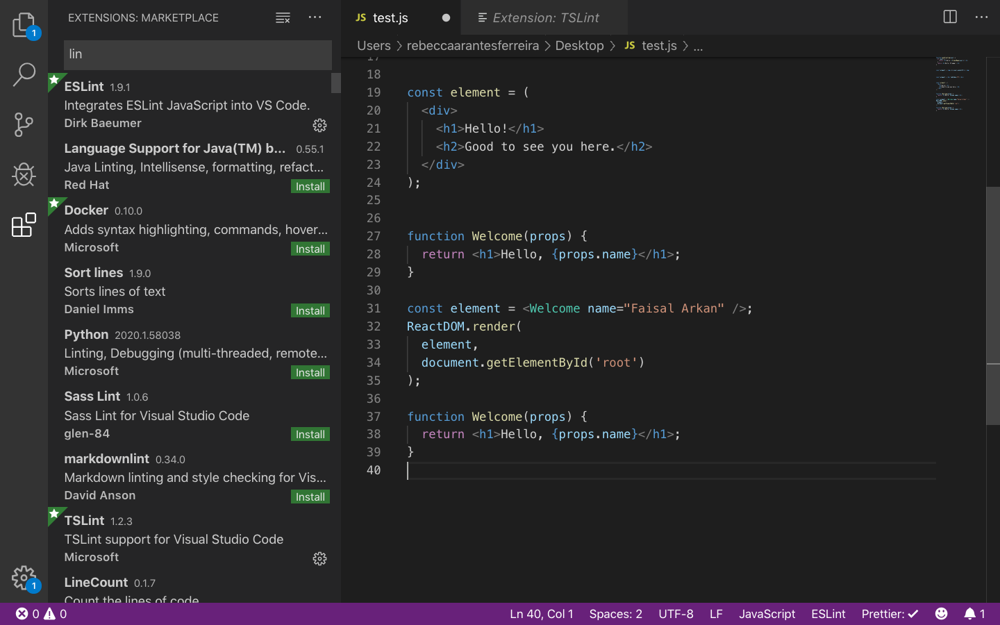 1
EXTENSIONS: MARKETPLACE
lin
ESLint 1.9.1
Integrates ESLint JavaScript into VS Code.
Dirk Baeumer
Language Support for Java(TM) b... 0.55.1
Java Linting, Intellisense, formatting, refact...
Red Hat
Install
Docker 0.10.0
Adds syntax highlighting, commands, hover...
Microsoft
Install
Sort lines 1.9.0
Sorts lines of text
Daniel Imms
Install
Python 2020.1.58038
Linting, Debugging (multi-threaded, remote...
Microsoft
Install
Sass Lint 1.0.6
Sass Lint for Visual Studio Code
glen-84
Install
markdownlint 0.34.0
Markdown linting and style checking for Vis...
David Anson
Install
TSLint 1.2.3
TSLint support for Visual Studio Code
Microsoft
LineCount 0.1.7
Count the lines of code
1
JS test.js
Extension: TSLint
Users > rebeccaarantesferreira > Desktop > JS test.js > ...
17
18
19 const element = (
20   <div>
21     <h1>Hello!</h1>
22     <h2>Good to see you here.</h2>
23   </div>
24 );
25
26
27 function Welcome(props) {
28   return <h1>Hello, {props.name}</h1>;
29 }
30
31 const element = <Welcome name="Faisal Arkan" />;
32 ReactDOM.render(
33   element,
34   document.getElementById('root')
35 );
36
37 function Welcome(props) {
38   return <h1>Hello, {props.name}</h1>;
39 }
40
0 0 Ln 40, Col 1 Spaces: 2 UTF-8 LF JavaScript ESLint Prettier: ✓ 1